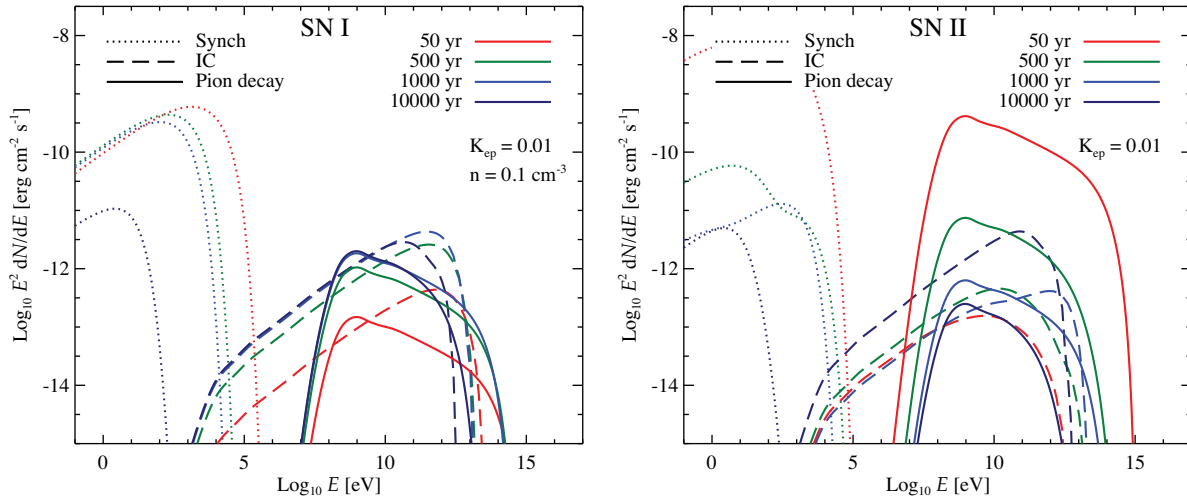 SN I
Synch
IC
Pion decay
50 yr
500 yr
1000 yr
10000 yr
K_ep = 0.01
n = 0.1 cm⁻³
-8
-10
-12
-14
Log₁₀ E² dN/dE [erg cm⁻² s⁻¹]
0 5 10 15
Log₁₀ E [eV]
SN II
Synch
IC
Pion decay
50 yr
500 yr
1000 yr
10000 yr
K_ep = 0.01
-8
-10
-12
-14
Log₁₀ E² dN/dE [erg cm⁻² s⁻¹]
0 5 10 15
Log₁₀ E [eV]